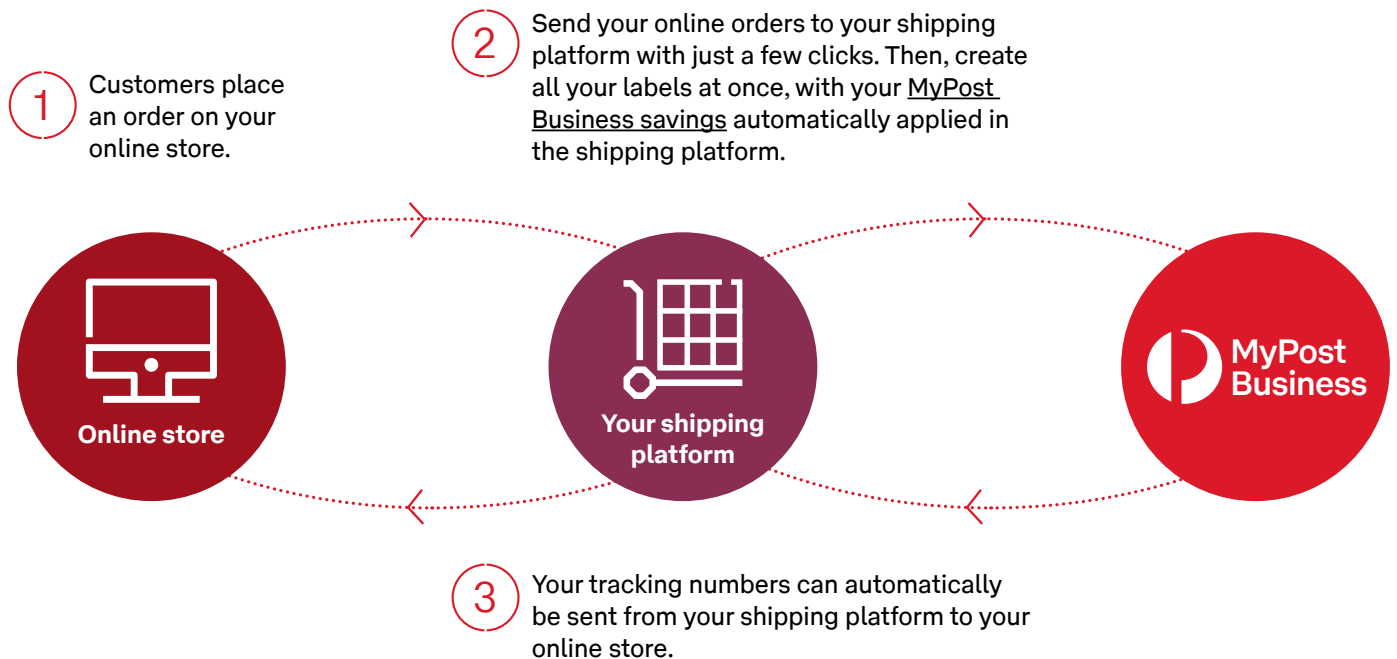 1
Customers place
an order on your
online store.
2
Send your online orders to your shipping
platform with just a few clicks. Then, create
all your labels at once, with your MyPost
Business savings automatically applied in
the shipping platform.
Online store
Your shipping
platform
MyPost
Business
3
Your tracking numbers can automatically
be sent from your shipping platform to your
online store.